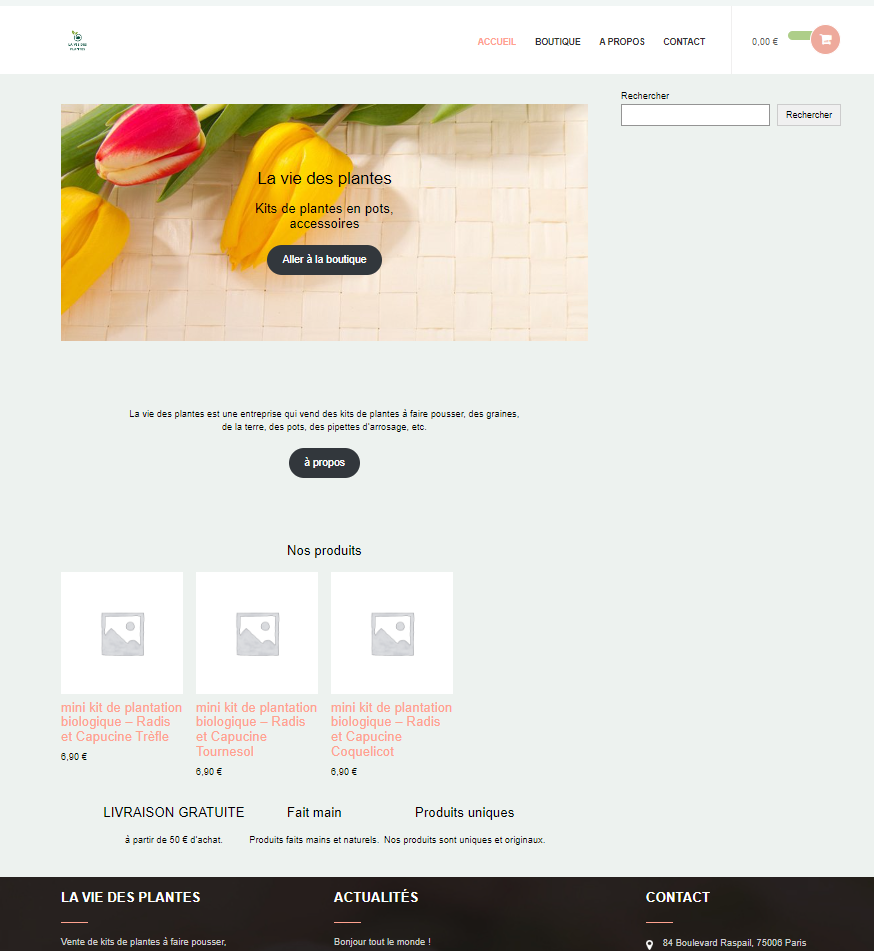 LA VIE DES
PLANTES
ACCUEIL BOUTIQUE A PROPOS CONTACT 0,00 €
Rechercher
Rechercher
La vie des plantes
Kits de plantes en pots,
accessoires
Aller à la boutique
La vie des plantes est une entreprise qui vend des kits de plantes à faire pousser, des graines,
de la terre, des pots, des pipettes d'arrosage, etc.
à propos
Nos produits
mini kit de plantation
biologique – Radis
et Capucine Trèfle
6,90 €
mini kit de plantation
biologique – Radis
et Capucine
Tournesol
6,90 €
mini kit de plantation
biologique – Radis
et Capucine
Coquelicot
6,90 €
LIVRAISON GRATUITE
à partir de 50 € d'achat.
Fait main
Produits faits mains et naturels.
Produits uniques
Nos produits sont uniques et originaux.
LA VIE DES PLANTES
Vente de kits de plantes à faire pousser,
ACTUALITÉS
Bonjour tout le monde !
CONTACT
84 Boulevard Raspail, 75006 Paris